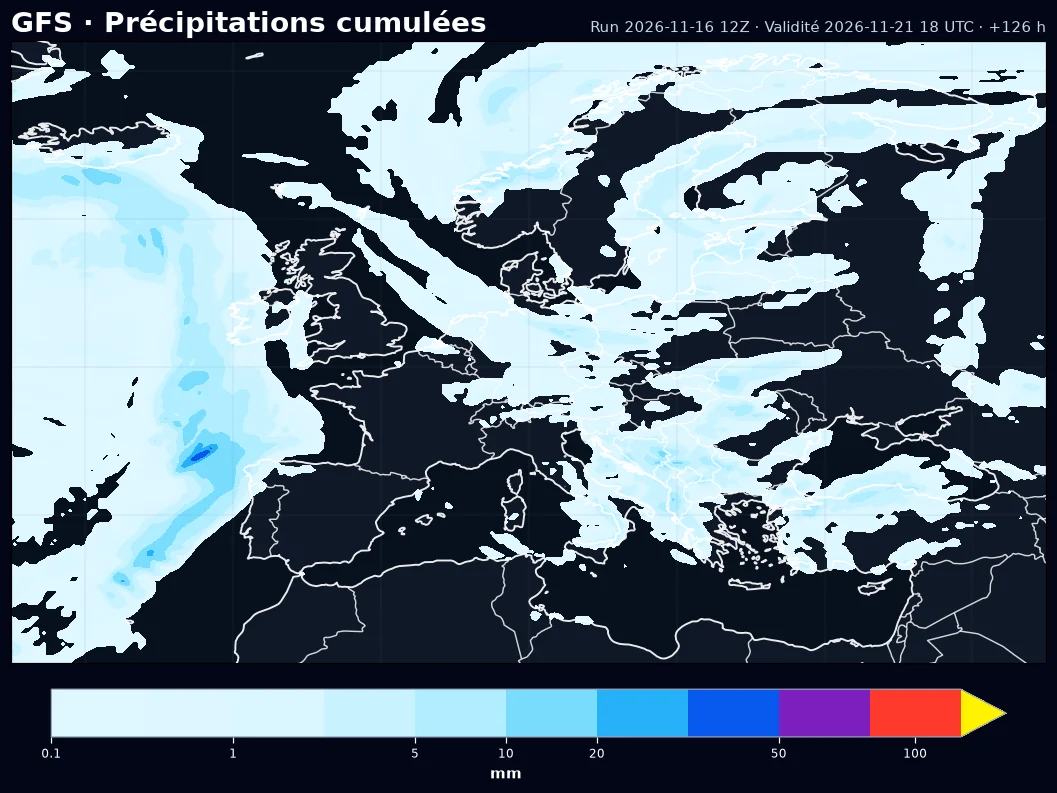 GFS · Précipitations cumulées
Run 2026-11-16 12Z · Validité 2026-11-21 18 UTC · +126 h
0.1 1 5 10 20 50 100
mm